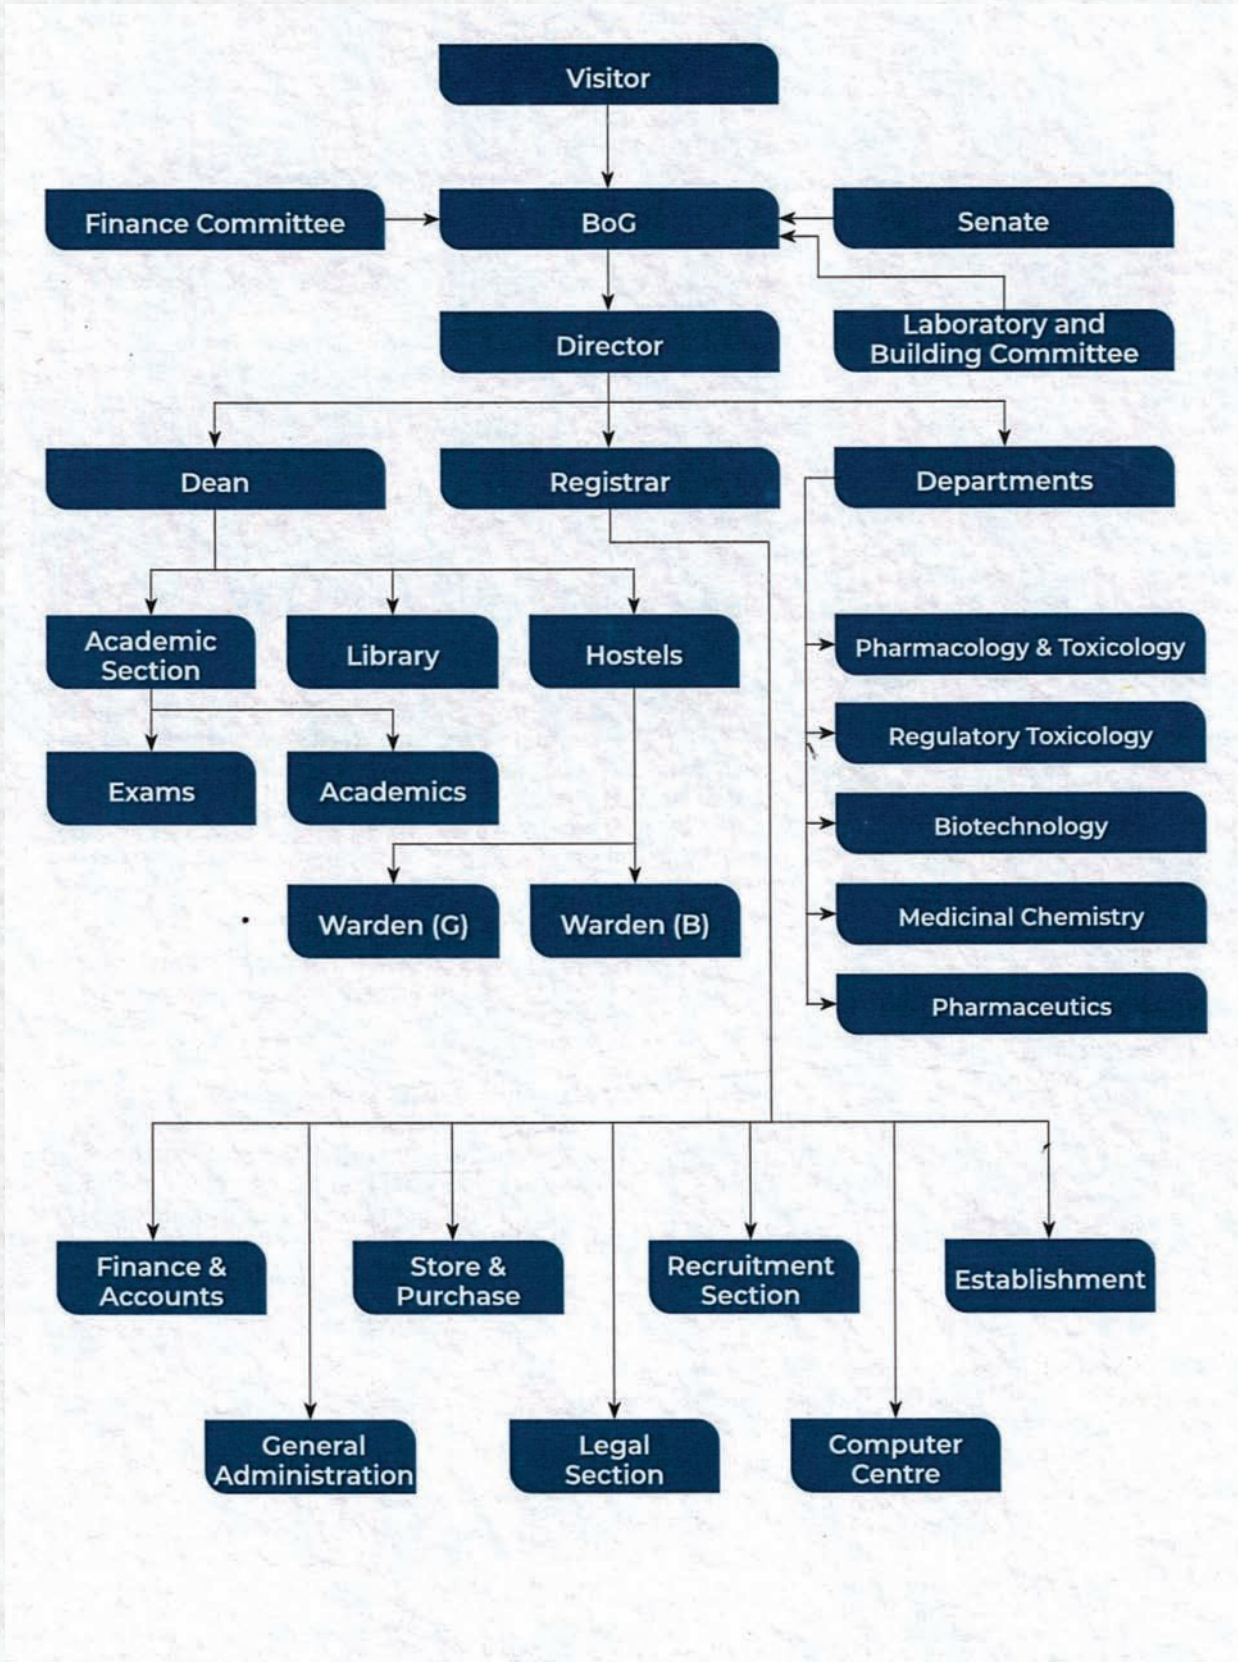 Visitor
Finance Committee
BoG
Senate
Director
Laboratory and
Building Committee
Dean
Registrar
Departments
Academic
Section
Library
Hostels
Pharmacology & Toxicology
Regulatory Toxicology
Exams
Academics
Biotechnology
Warden (G)
Warden (B)
Medicinal Chemistry
Pharmaceutics
Finance &
Accounts
Store &
Purchase
Recruitment
Section
Establishment
General
Administration
Legal
Section
Computer
Centre